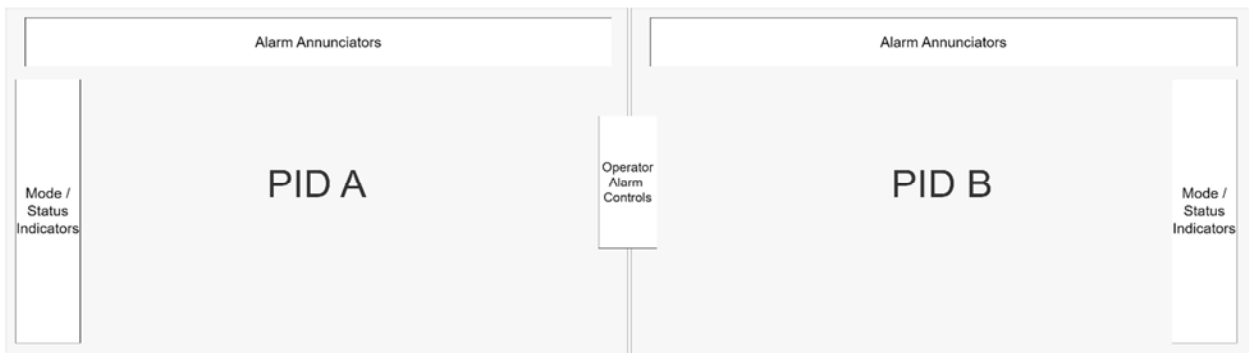 Alarm Annunciators
Alarm Annunciators
Mode /
Status
Indicators
PID A
Operator
Alarm
Controls
PID B
Mode /
Status
Indicators